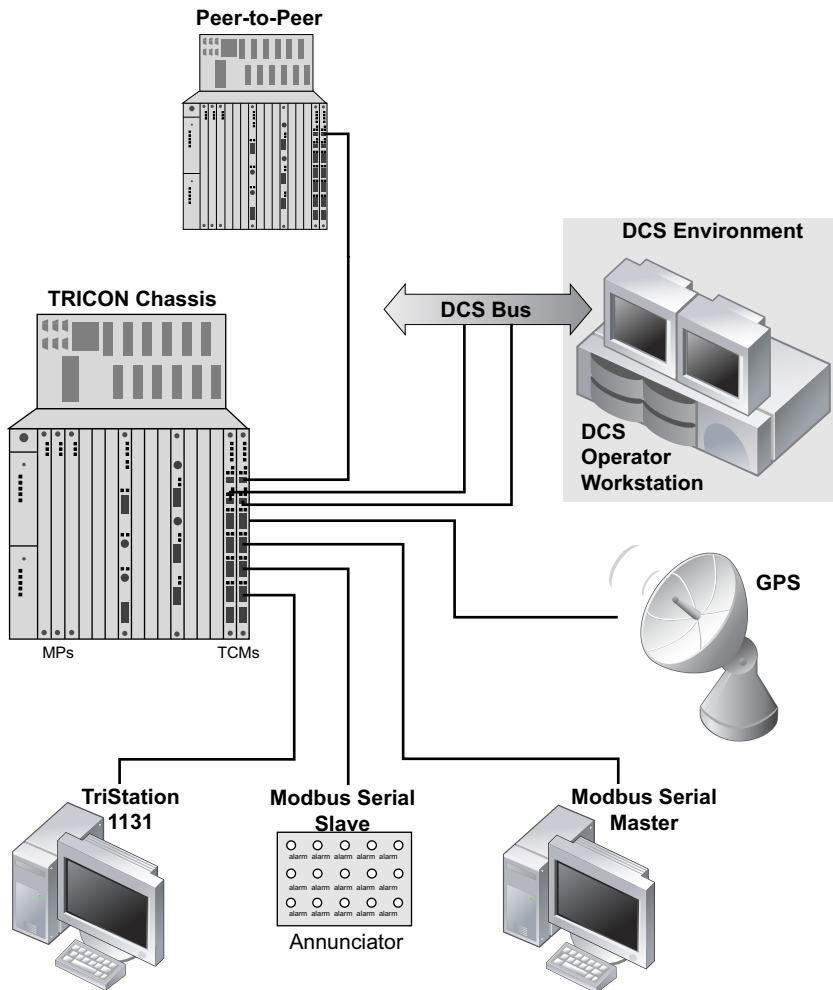 Peer-to-Peer
DCS Environment
DCS Bus
TRICON Chassis
DCS
Operator
Workstation
GPS
MPs
TCMs
TriStation
1131
Modbus Serial
Slave
alarm alarm alarm alarm alarm
alarm alarm alarm alarm alarm
alarm alarm alarm alarm alarm
Annunciator
Modbus Serial
Master